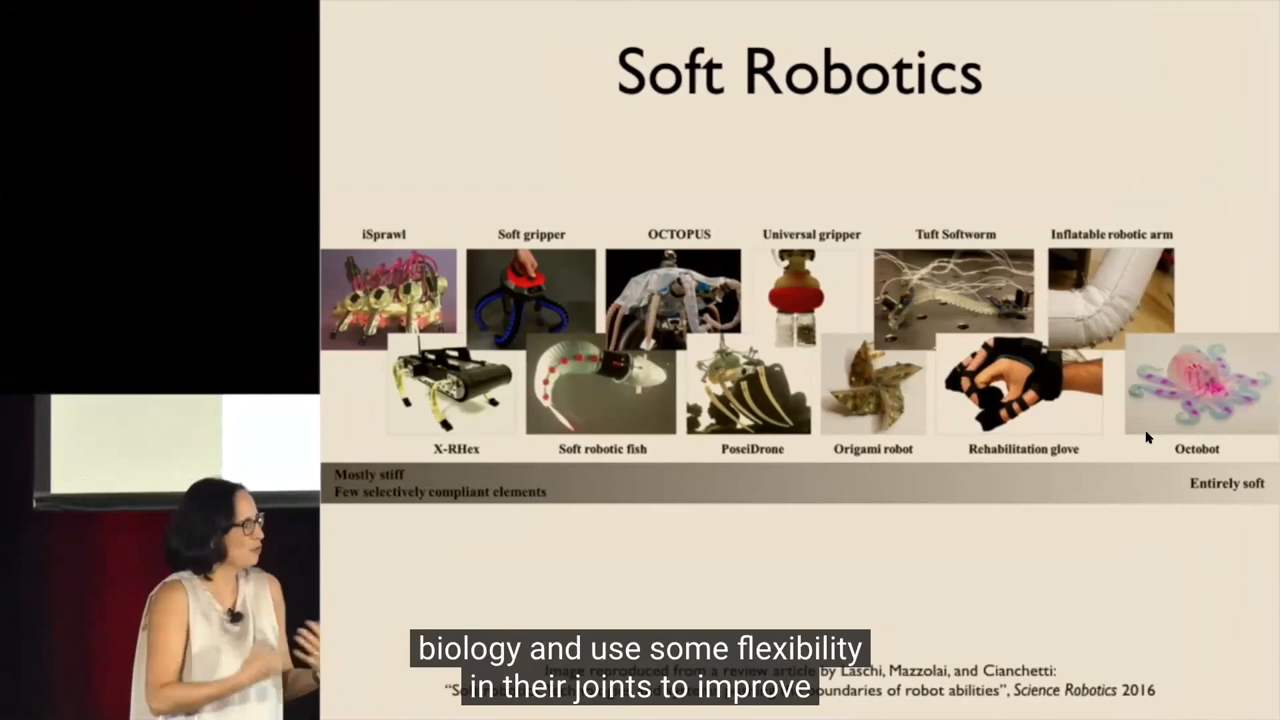 Soft Robotics
iSprawl
Soft gripper
OCTOPUS
Universal gripper
Tuft Softworm
Inflatable robotic arm
X-RHex
Soft robotic fish
PoseiDrone
Origami robot
Rehabilitation glove
Octobot
Mostly stiff
Few selectively compliant elements
Entirely soft
biology and use some flexibility
in their joints to improve
Image reproduced from a review article by Laschi, Mazzolai, and Cianchetti:
boundaries of robot abilities”, Science Robotics 2016